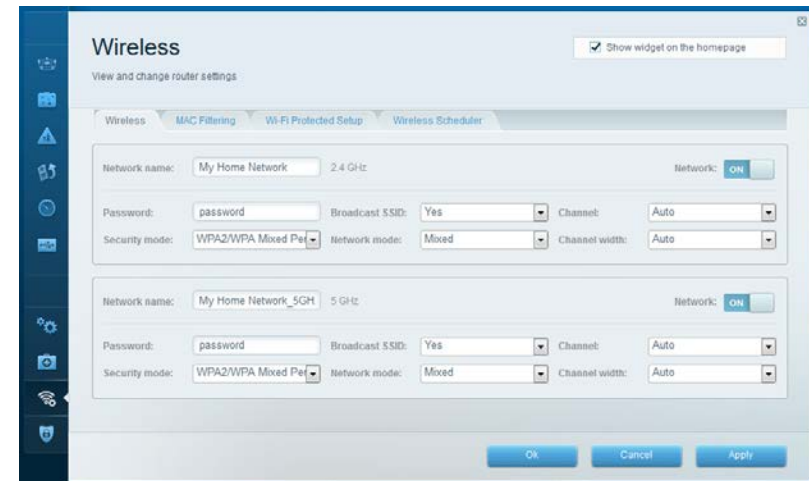 Wireless
Show widget on the homepage
View and change router settings
Wireless MAC Filtering Wi-Fi Protected Setup Wireless Scheduler
Network name: My Home Network 2.4 GHz Network: ON
Password: password Broadcast SSID: Yes Channel: Auto
Security mode: WPA2/WPA Mixed Per Network mode: Mixed Channel width: Auto
Network name: My Home Network_5GH 5 GHz Network: ON
Password: password Broadcast SSID: Yes Channel: Auto
Security mode: WPA2/WPA Mixed Per Network mode: Mixed Channel width: Auto
Ok Cancel Apply